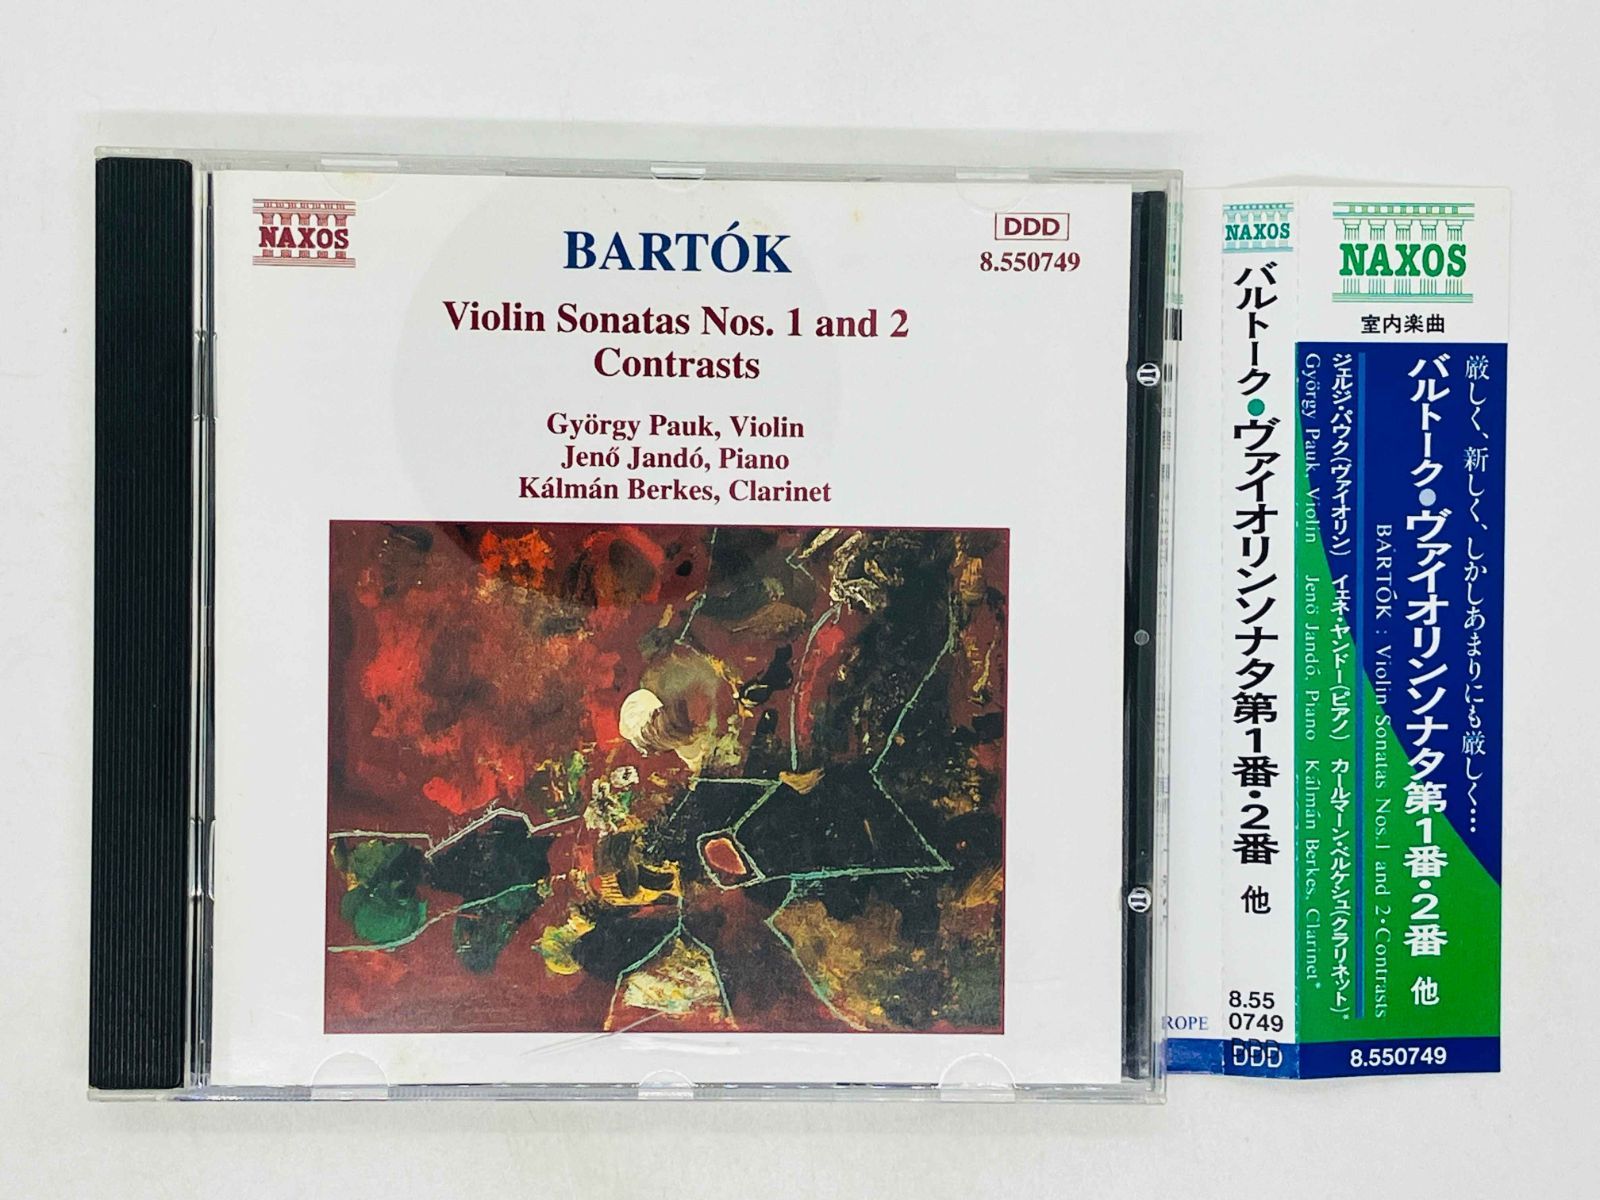 NAXOS
BARTÓK
DDD
8.550749
Violin Sonatas Nos. 1 and 2
Contrasts
György Pauk, Violin
Jenő Jandó, Piano
Kálmán Berkes, Clarinet
ROPE
NAXOS
バルトーク●ヴァイオリンソナタ第1番・2番 他
8.55
0749
DDD
NAXOS
室内楽曲
厳しく、新しく、しかしあまりにも厳しく…
バルトーク●ヴァイオリンソナタ第1番・2番 他
BARTÓK : Violin Sonatas Nos.1 and 2・Contrasts
ジェルジ・パウク(ヴァイオリン) イェネ・ヤンドー(ピアノ) カールマーン・ベルケシュ(クラリネット)*
György Pauk, Violin Jenő Jandó, Piano Kálmán Berkes, Clarinet*
8.550749